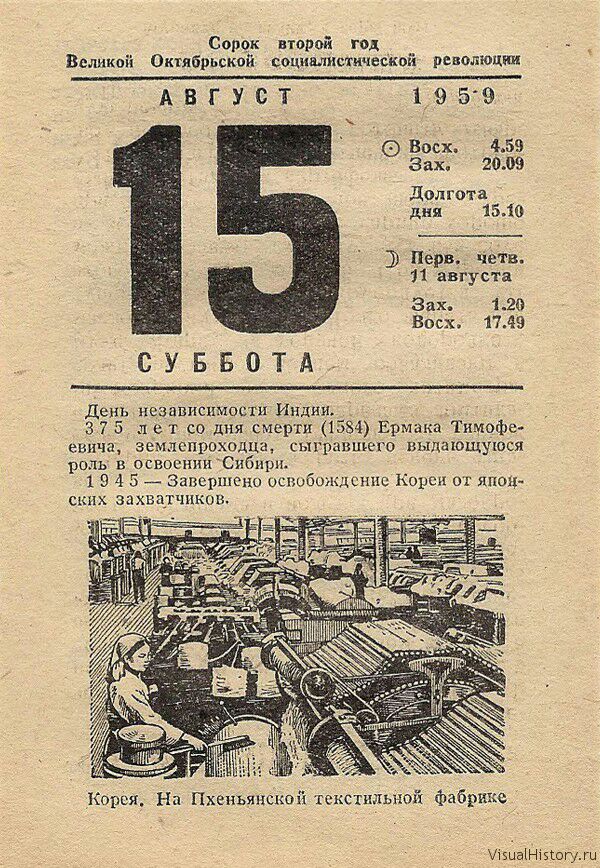 Сорок второй год
Великой Октябрьской социалистической революции
АВГУСТ 1959
15
Восх. 4.59
Зах. 20.09
Долгота
дня 15.10
Перв. четв.
11 августа
Зах. 1.20
Восх. 17.49
СУББОТА
День независимости Индии.
375 лет со дня смерти (1584) Ермака Тимофе-
евича, землепроходца, сыгравшего выдающуюся
роль в освоении Сибири.
1945 — Завершено освобождение Кореи от япон-
ских захватчиков.
Корея. На Пхеньянской текстильной фабрике
VisualHistory.ru